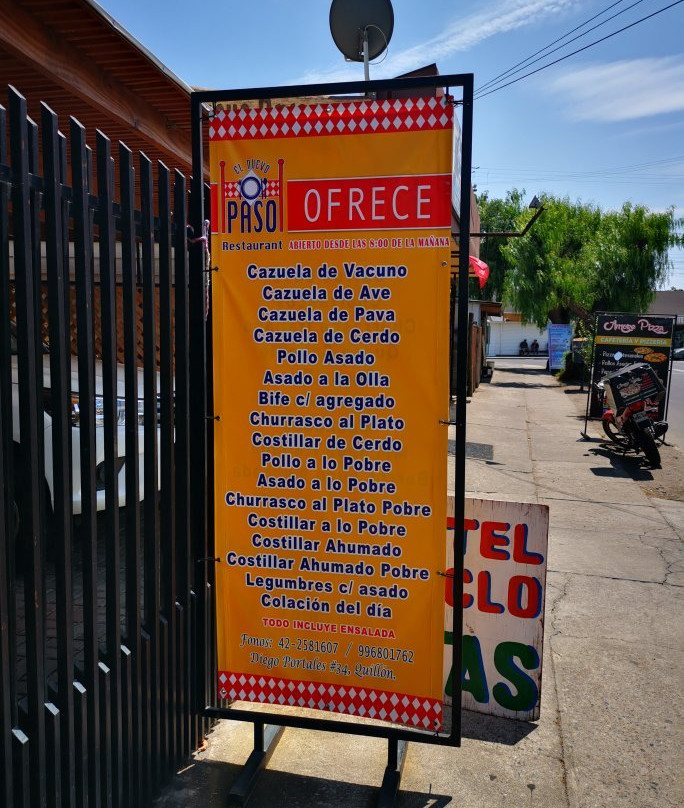 EL NUEVO
PASO
Restaurant
OFRECE
ABIERTO DESDE LAS 8:00 DE LA MAÑANA
Cazuela de Vacuno
Cazuela de Ave
Cazuela de Pava
Cazuela de Cerdo
Pollo Asado
Asado a la Olla
Bife c/ agregado
Churrasco al Plato
Costillar de Cerdo
Pollo a lo Pobre
Asado a lo Pobre
Churrasco al Plato Pobre
Costillar a lo Pobre
Costillar Ahumado
Costillar Ahumado Pobre
Legumbres c/ asado
Colación del día
TODO INCLUYE ENSALADA
Fonos: 42-2581607 / 996801762
Diego Portales #34, Quillón.
TEL
CLO
AS
Amore Pizza
CAFETERIA Y PIZZERIA